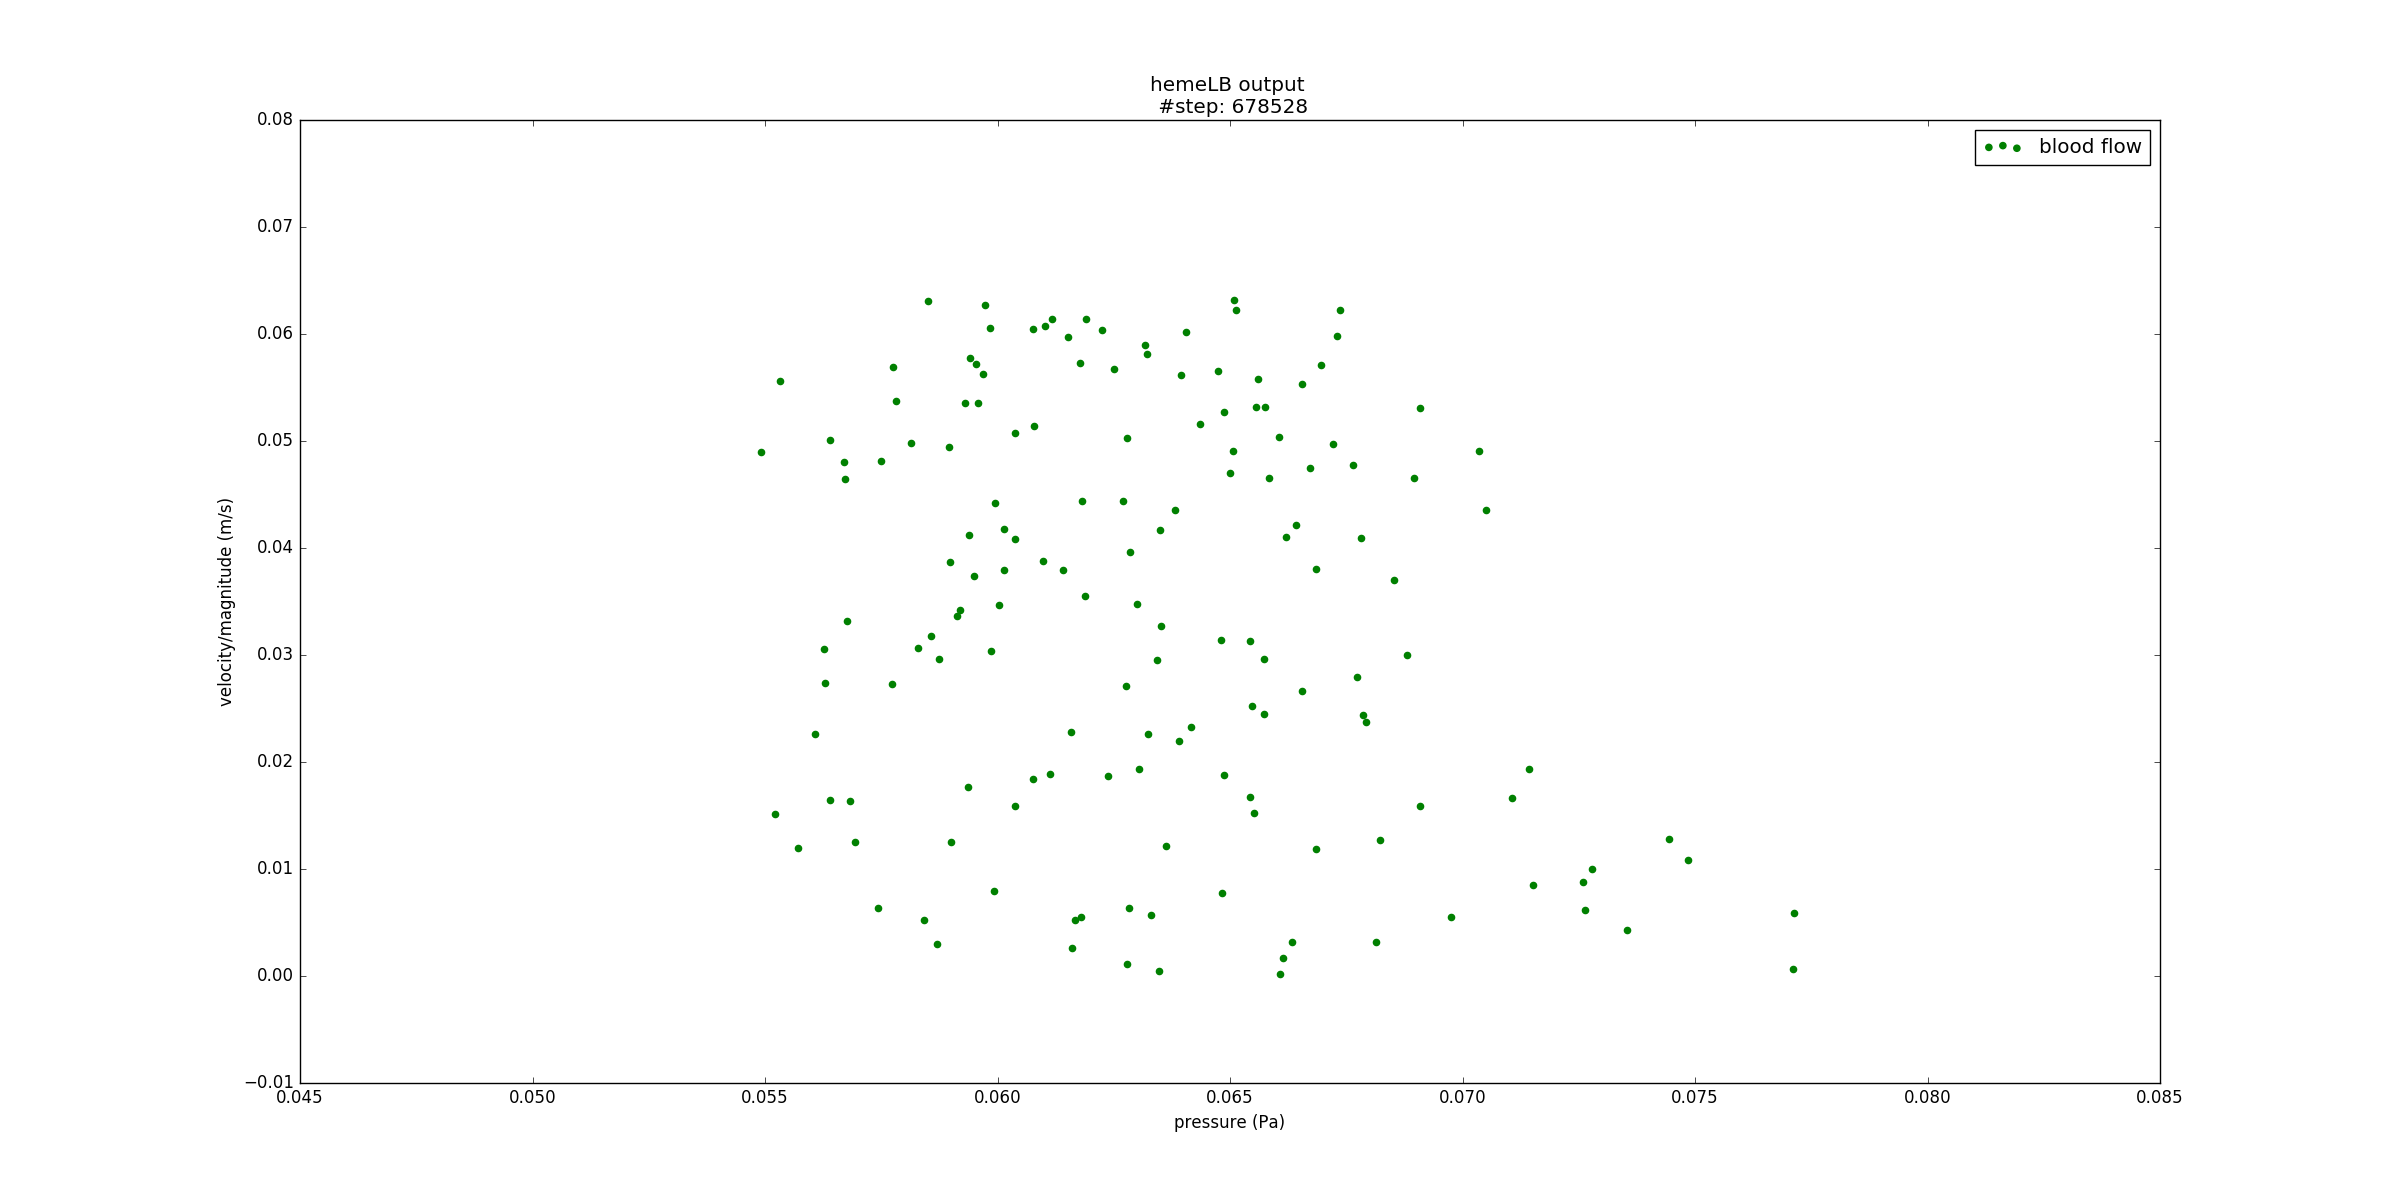 hemeLB output
#step: 678528
blood flow
0.08
0.07
0.06
0.05
0.04
0.03
0.02
0.01
0.00
−0.01
velocity/magnitude (m/s)
0.045 0.050 0.055 0.060 0.065 0.070 0.075 0.080 0.085
pressure (Pa)